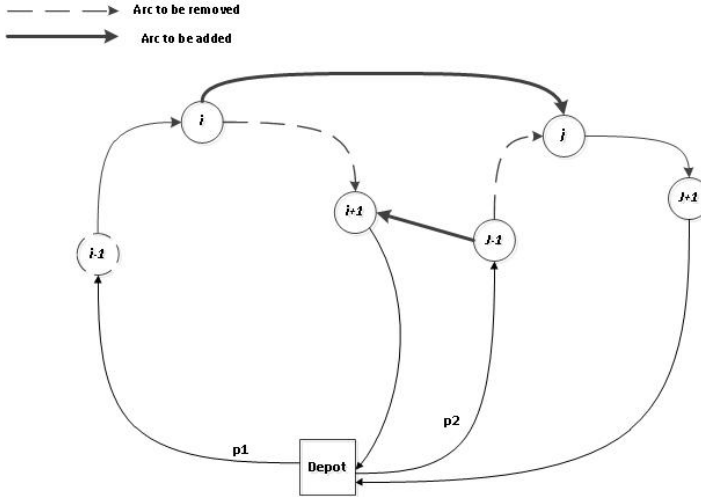 Arc to be removed
Arc to be added
i
j
i+1
J+1
J-1
i-1
p2
p1
Depot